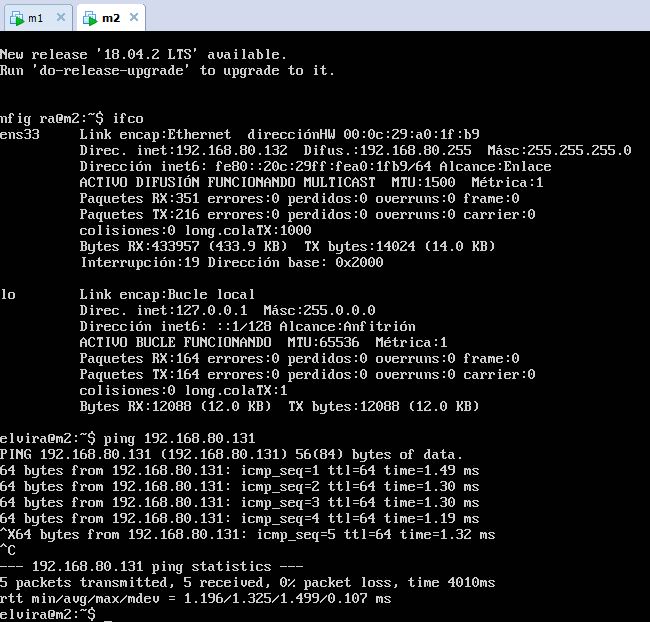 m1
m2
New release '18.04.2 LTS' available.
Run 'do-release-upgrade' to upgrade to it.
nfig ra@m2:~$ ifco
ens33 Link encap:Ethernet direcciónHW 00:0c:29:a0:1f:b9
Direc. inet:192.168.80.132 Difus.:192.168.80.255 Másc:255.255.255.0
Dirección inet6: fe80::20c:29ff:fea0:1fb9/64 Alcance:Enlace
ACTIVO DIFUSIÓN FUNCIONANDO MULTICAST MTU:1500 Métrica:1
Paquetes RX:351 errores:0 perdidos:0 overruns:0 frame:0
Paquetes TX:216 errores:0 perdidos:0 overruns:0 carrier:0
colisiones:0 long.colaTX:1000
Bytes RX:433957 (433.9 KB) TX bytes:14024 (14.0 KB)
Interrupción:19 Dirección base: 0x2000
lo Link encap:Bucle local
Direc. inet:127.0.0.1 Másc:255.0.0.0
Dirección inet6: ::1/128 Alcance:Anfitrión
ACTIVO BUCLE FUNCIONANDO MTU:65536 Métrica:1
Paquetes RX:164 errores:0 perdidos:0 overruns:0 frame:0
Paquetes TX:164 errores:0 perdidos:0 overruns:0 carrier:0
colisiones:0 long.colaTX:1
Bytes RX:12088 (12.0 KB) TX bytes:12088 (12.0 KB)
elvira@m2:~$ ping 192.168.80.131
PING 192.168.80.131 (192.168.80.131) 56(84) bytes of data.
64 bytes from 192.168.80.131: icmp_seq=1 ttl=64 time=1.49 ms
64 bytes from 192.168.80.131: icmp_seq=2 ttl=64 time=1.30 ms
64 bytes from 192.168.80.131: icmp_seq=3 ttl=64 time=1.30 ms
64 bytes from 192.168.80.131: icmp_seq=4 ttl=64 time=1.19 ms
^X64 bytes from 192.168.80.131: icmp_seq=5 ttl=64 time=1.32 ms
^C
--- 192.168.80.131 ping statistics ---
5 packets transmitted, 5 received, 0% packet loss, time 4010ms
rtt min/avg/max/mdev = 1.196/1.325/1.499/0.107 ms
elvira@m2:~$ _